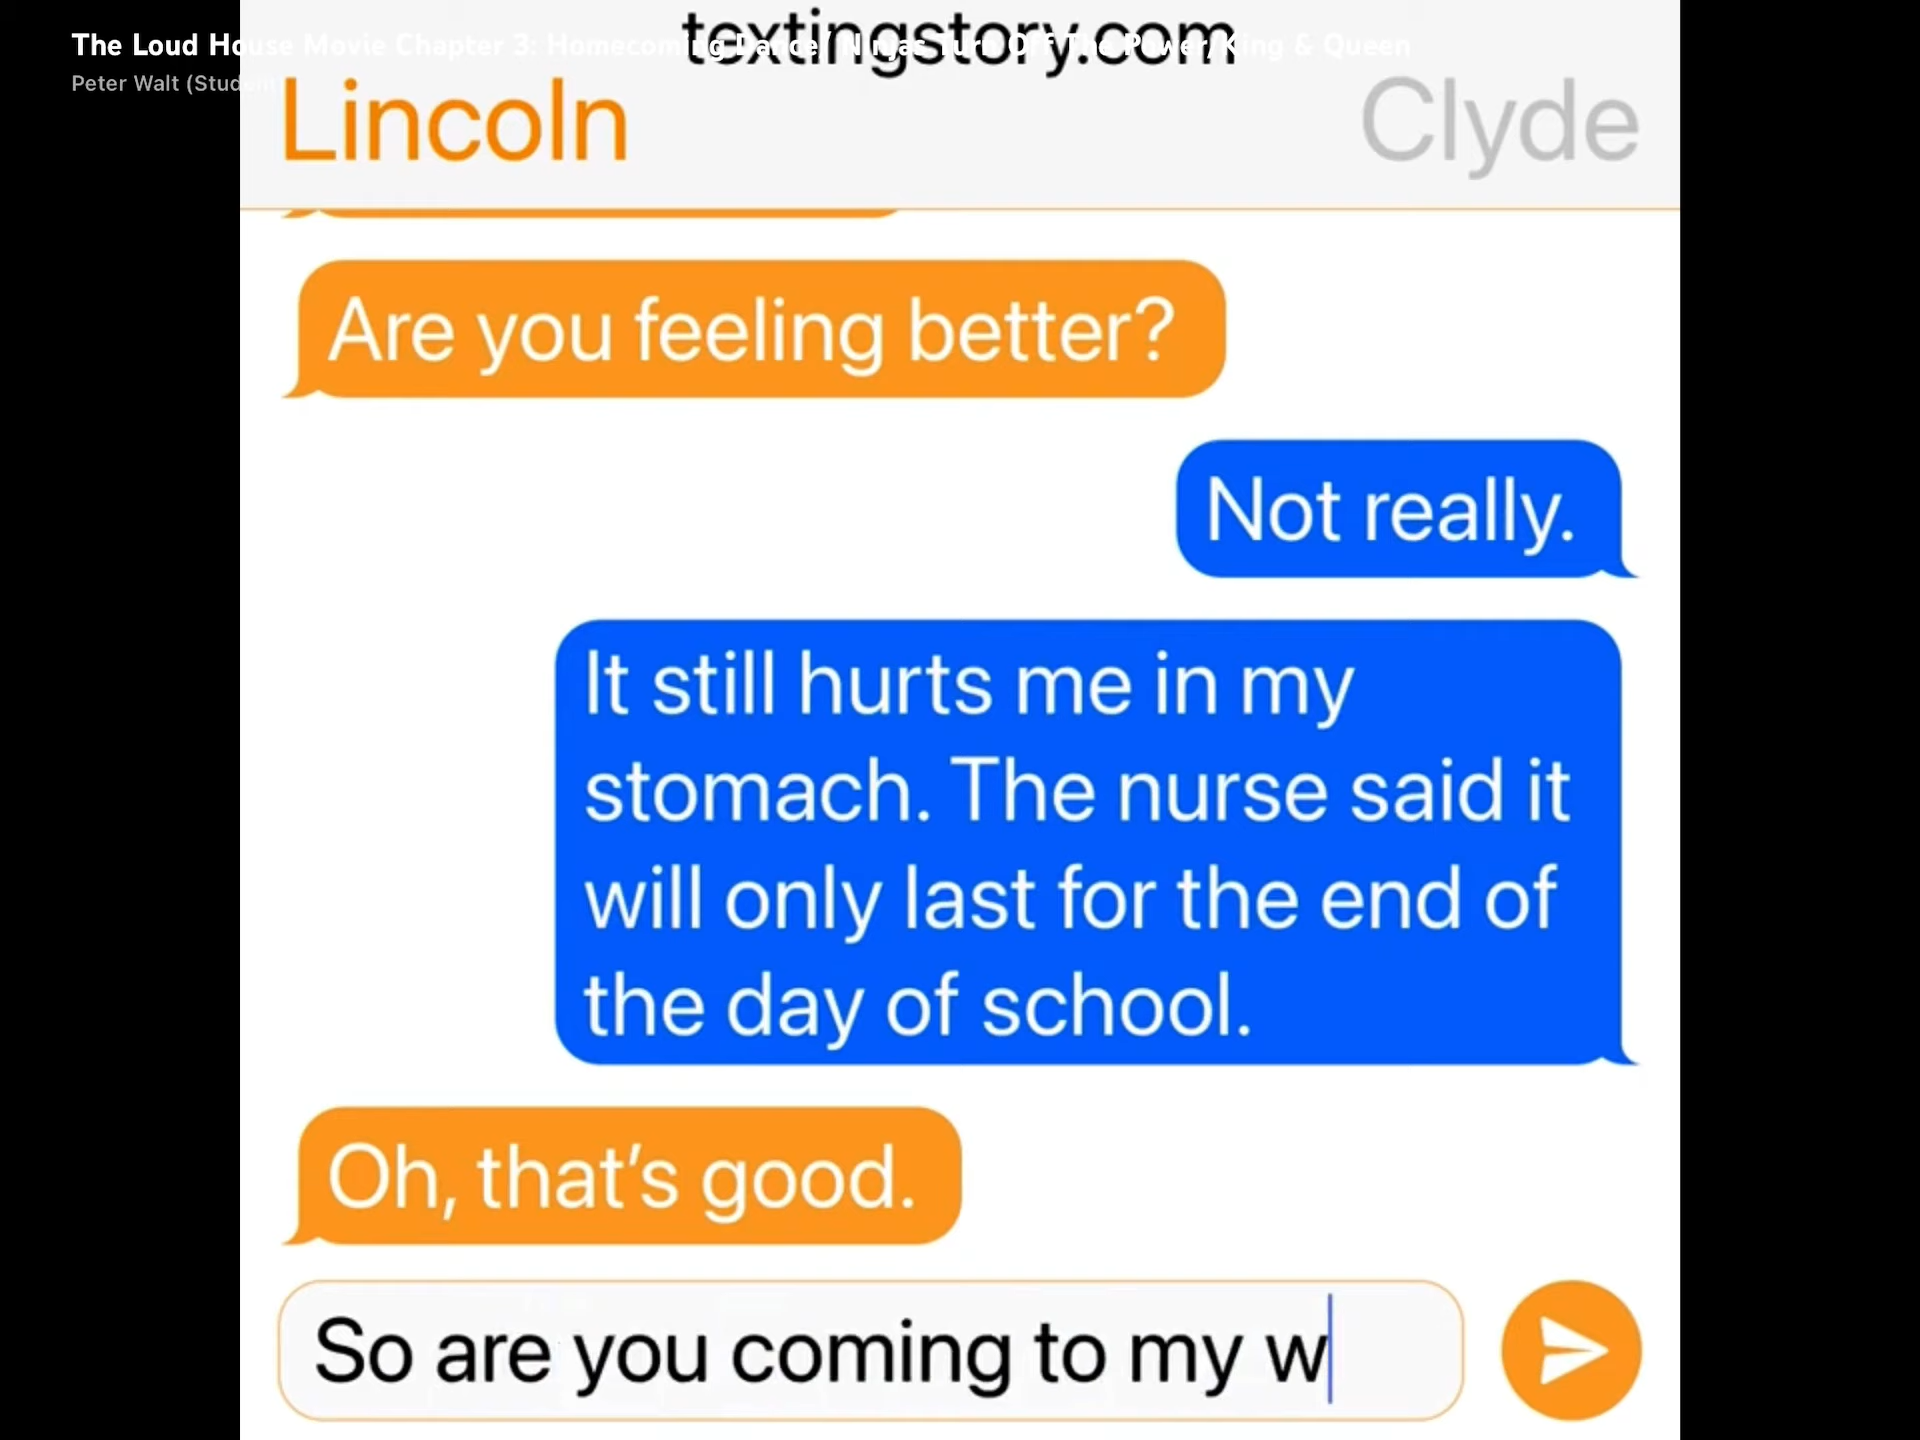 textingstory.com
The Loud House Movie Chapter 3: Homecoming Dance/ Ninjas Turn Off The Power/King & Queen
Peter Walt (Studen
Lincoln
Clyde
Are you feeling better?
Not really.
It still hurts me in my
stomach. The nurse said it
will only last for the end of
the day of school.
Oh, that’s good.
So are you coming to my w